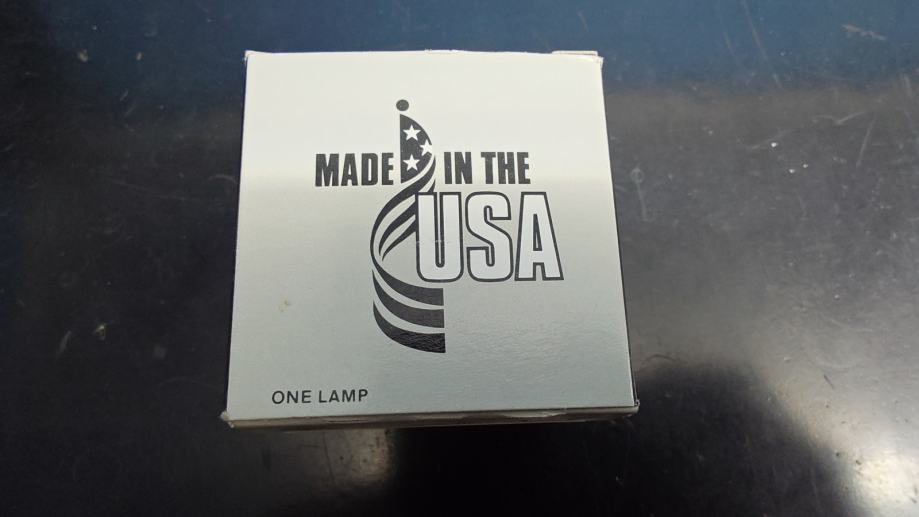 MADE IN THE
USA
ONE LAMP